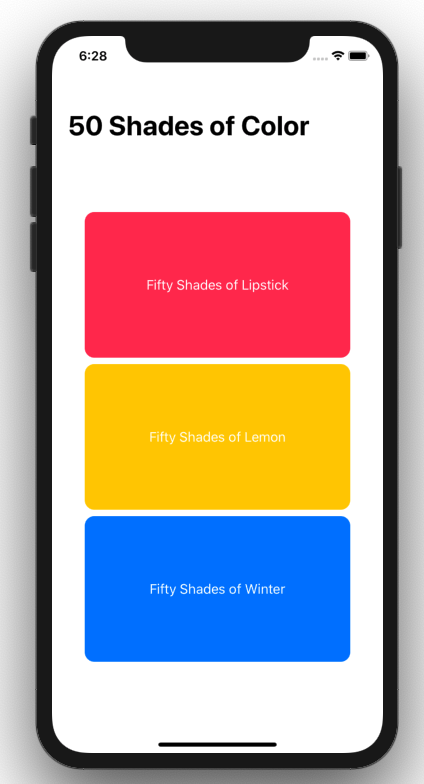 6:28
50 Shades of Color
Fifty Shades of Lipstick
Fifty Shades of Lemon
Fifty Shades of Winter